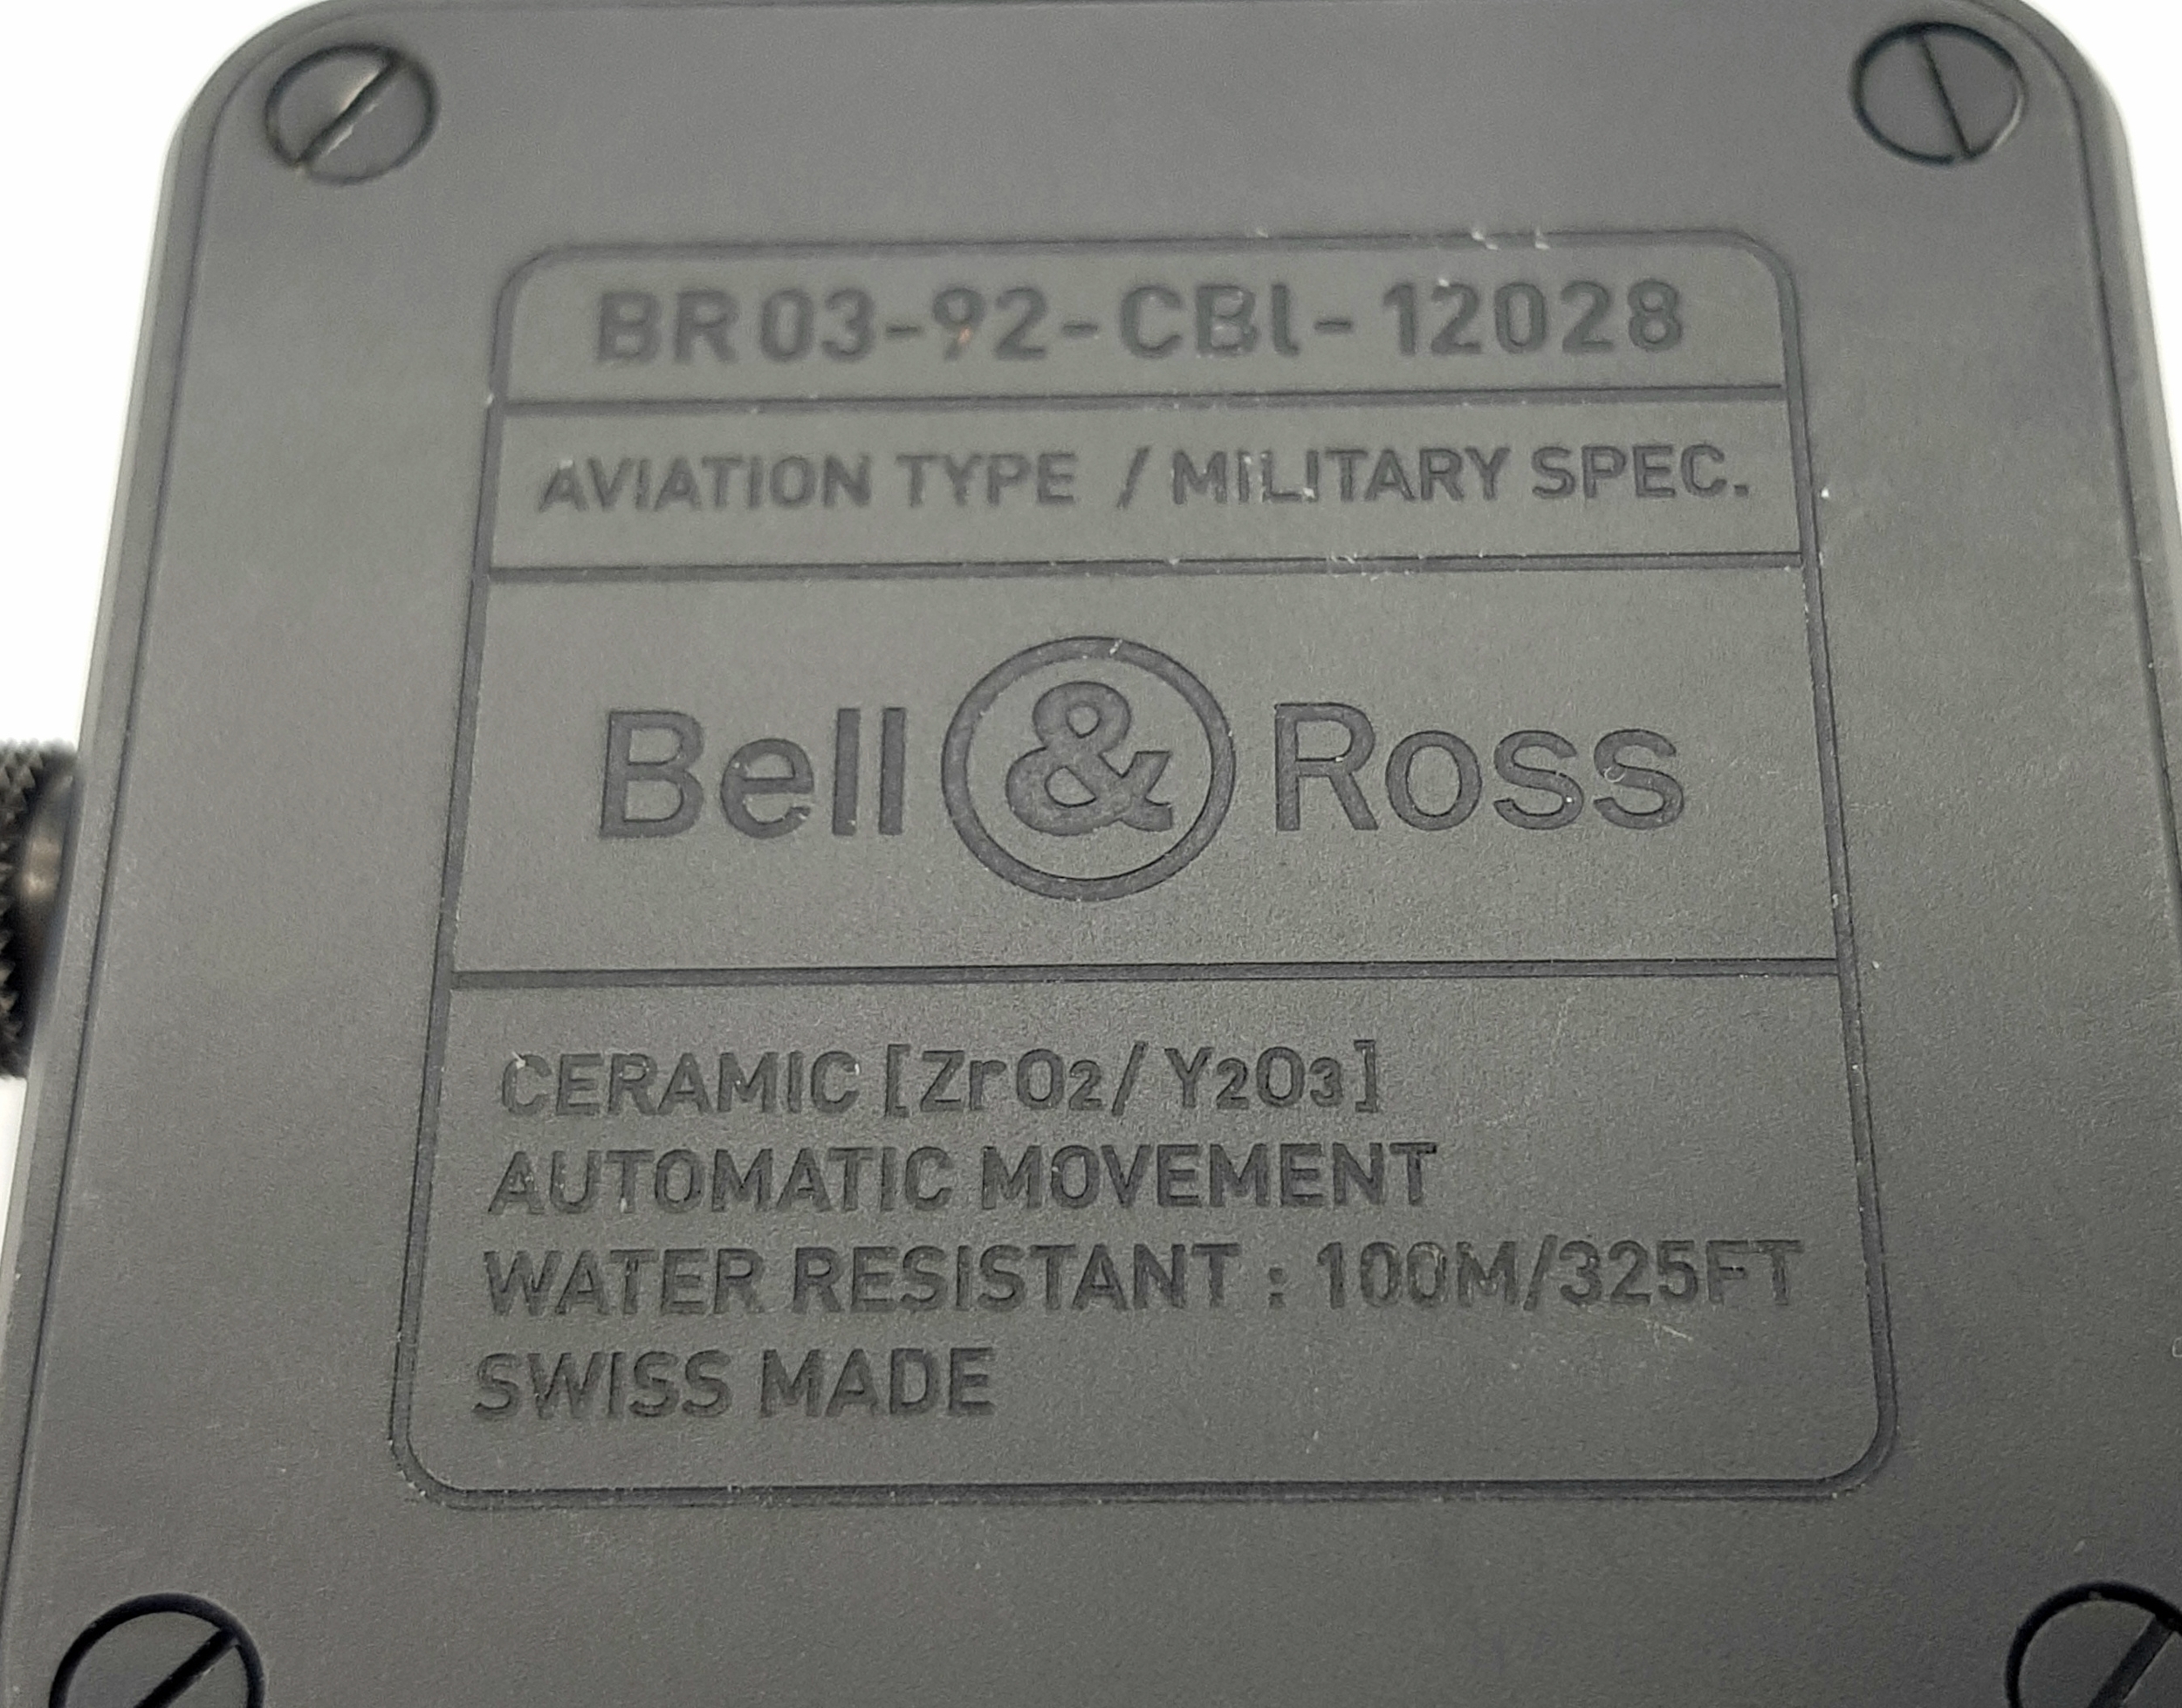 BR03-92-CBl-12028
AVIATION TYPE / MILITARY SPEC.
Bell & Ross
CERAMIC [ZrO2/Y2O3]
AUTOMATIC MOVEMENT
WATER RESISTANT : 100M/325FT
SWISS MADE